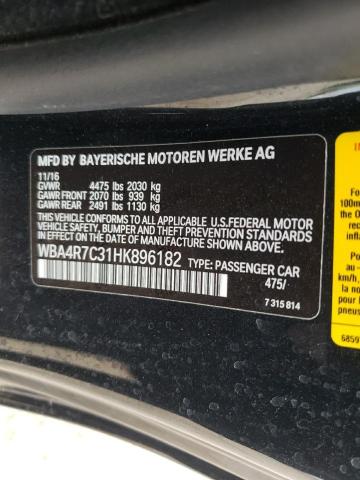 MFD BY BAYERISCHE MOTOREN WERKE AG
11/16
GVWR 4475 lbs 2030 kg
GAWR FRONT 2070 lbs 939 kg
GAWR REAR 2491 lbs 1130 kg
THIS VEHICLE CONFORMS TO ALL APPLICABLE U.S.FEDERAL MOTOR
VEHICLE SAFETY, BUMPER AND THEFT PREVENTION STANDARDS
IN EFFECT ON THE DATE OF MANUFACTURE SHOWN ABOVE.
WBA4R7C31HK896182 TYPE: PASSENGER CAR
475/
7 315 814
100m
the O
6859